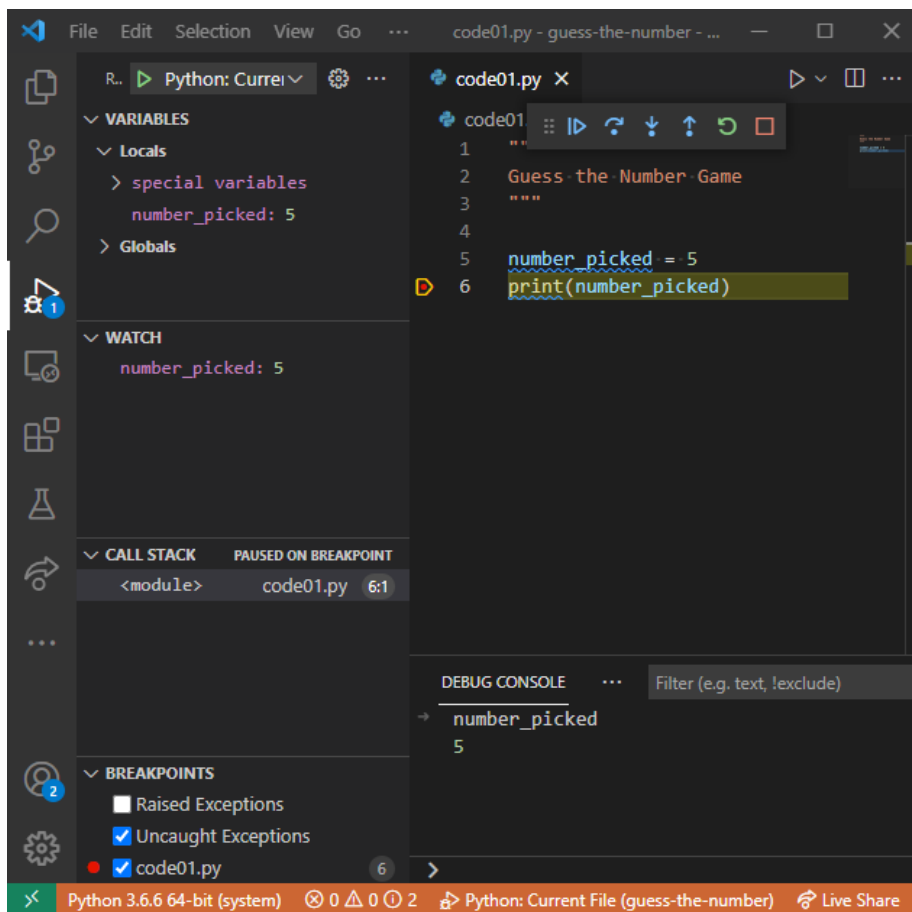 File Edit Selection View Go ··· code01.py - guess-the-number - ...
R.. Python: Currei ···
VARIABLES
Locals
special variables
number_picked: 5
Globals
WATCH
number_picked: 5
CALL STACK PAUSED ON BREAKPOINT
<module> code01.py 6:1
BREAKPOINTS
Raised Exceptions
Uncaught Exceptions
code01.py 6
1
2
code01.py ···
code01.
1 """
2 Guess·the·Number·Game
3 """
4
5 number_picked·=·5
6 print(number_picked)
DEBUG CONSOLE ··· Filter (e.g. text, !exclude)
number_picked
5
Python 3.6.6 64-bit (system) 0 0 2 Python: Current File (guess-the-number) Live Share